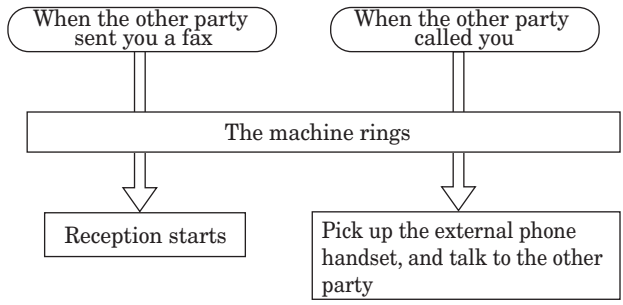 When the other party
sent you a fax
When the other party
called you
The machine rings
Reception starts
Pick up the external phone
handset, and talk to the other
party